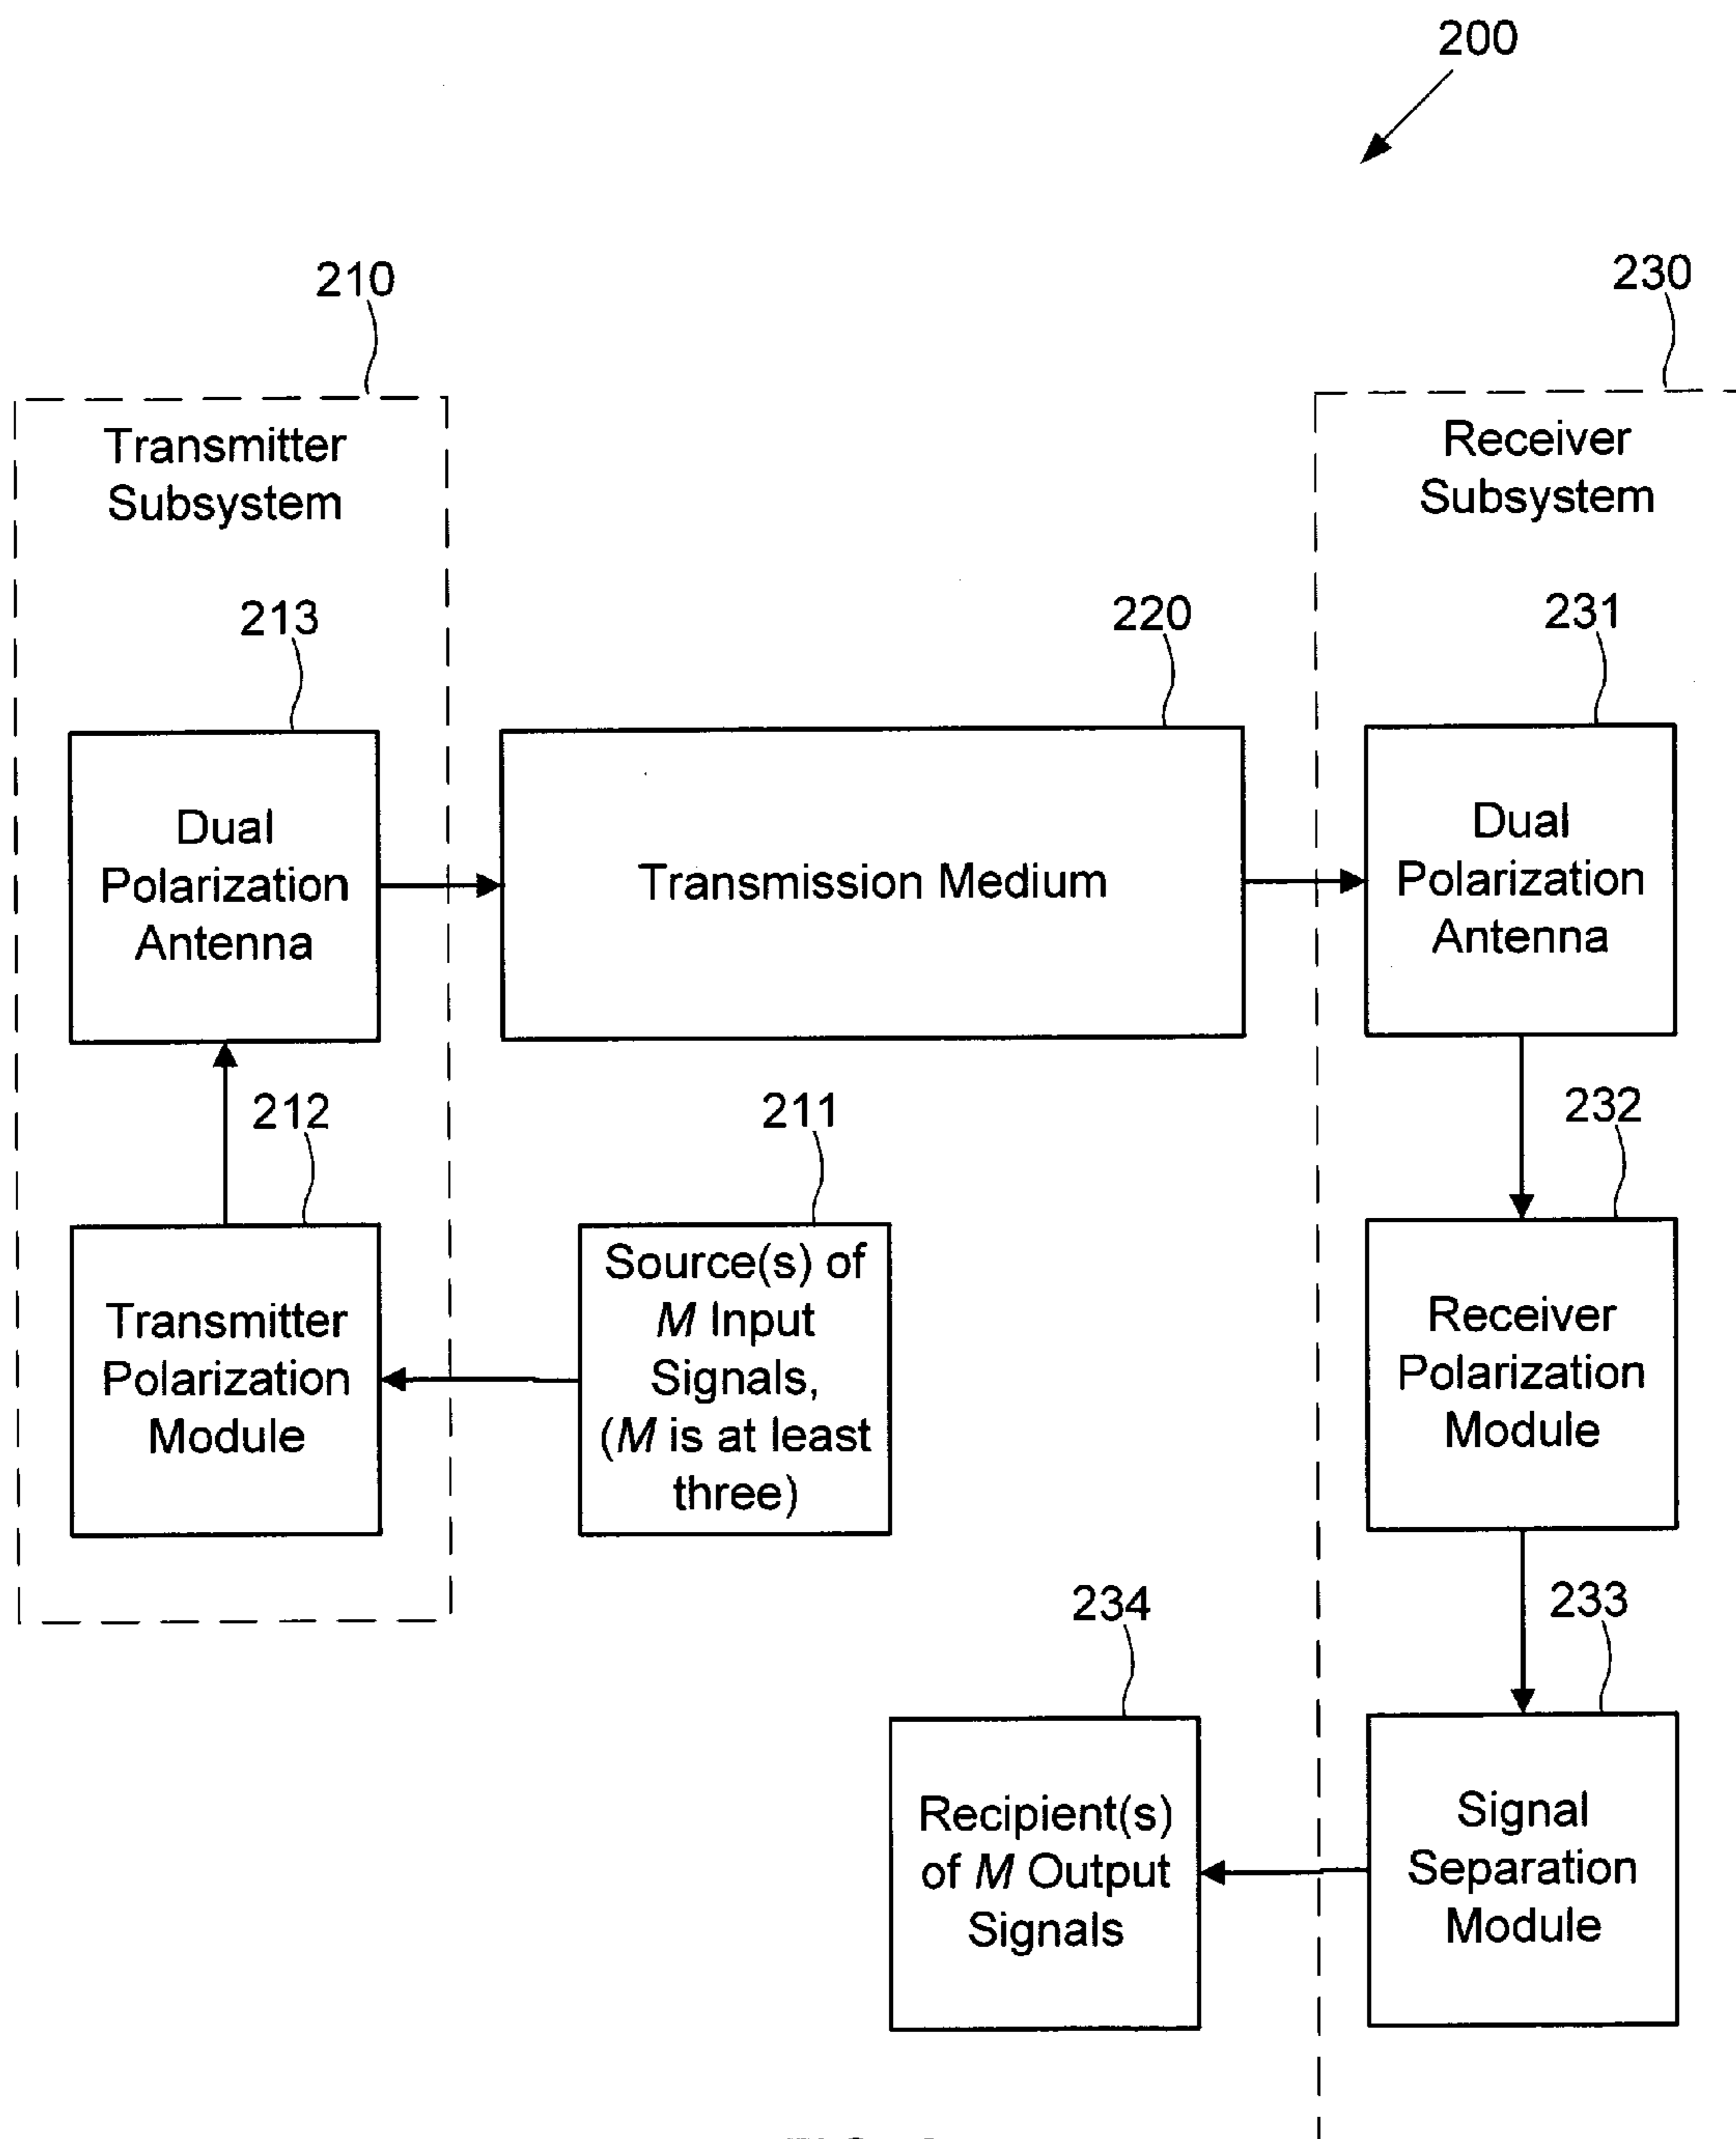 200
210
230
Transmitter
Subsystem
Receiver
Subsystem
213
220
231
Dual
Polarization
Antenna
Transmission Medium
Dual
Polarization
Antenna
212
211
232
Transmitter
Polarization
Module
Source(s) of
M Input
Signals,
(M is at least
three)
Receiver
Polarization
Module
234
233
Recipient(s)
of M Output
Signals
Signal
Separation
Module